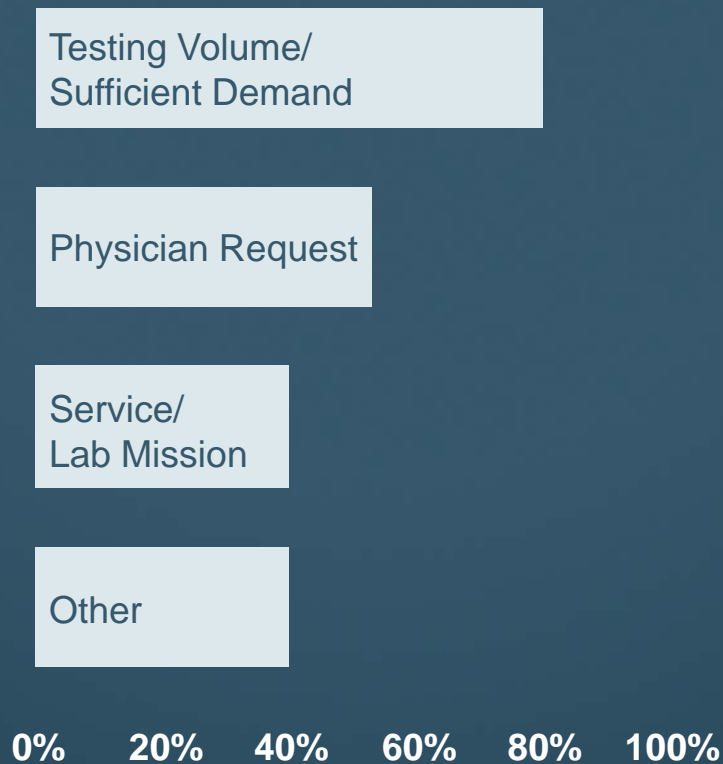 Testing Volume/
Sufficient Demand
Physician Request
Service/
Lab Mission
Other
0% 20% 40% 60% 80% 100%